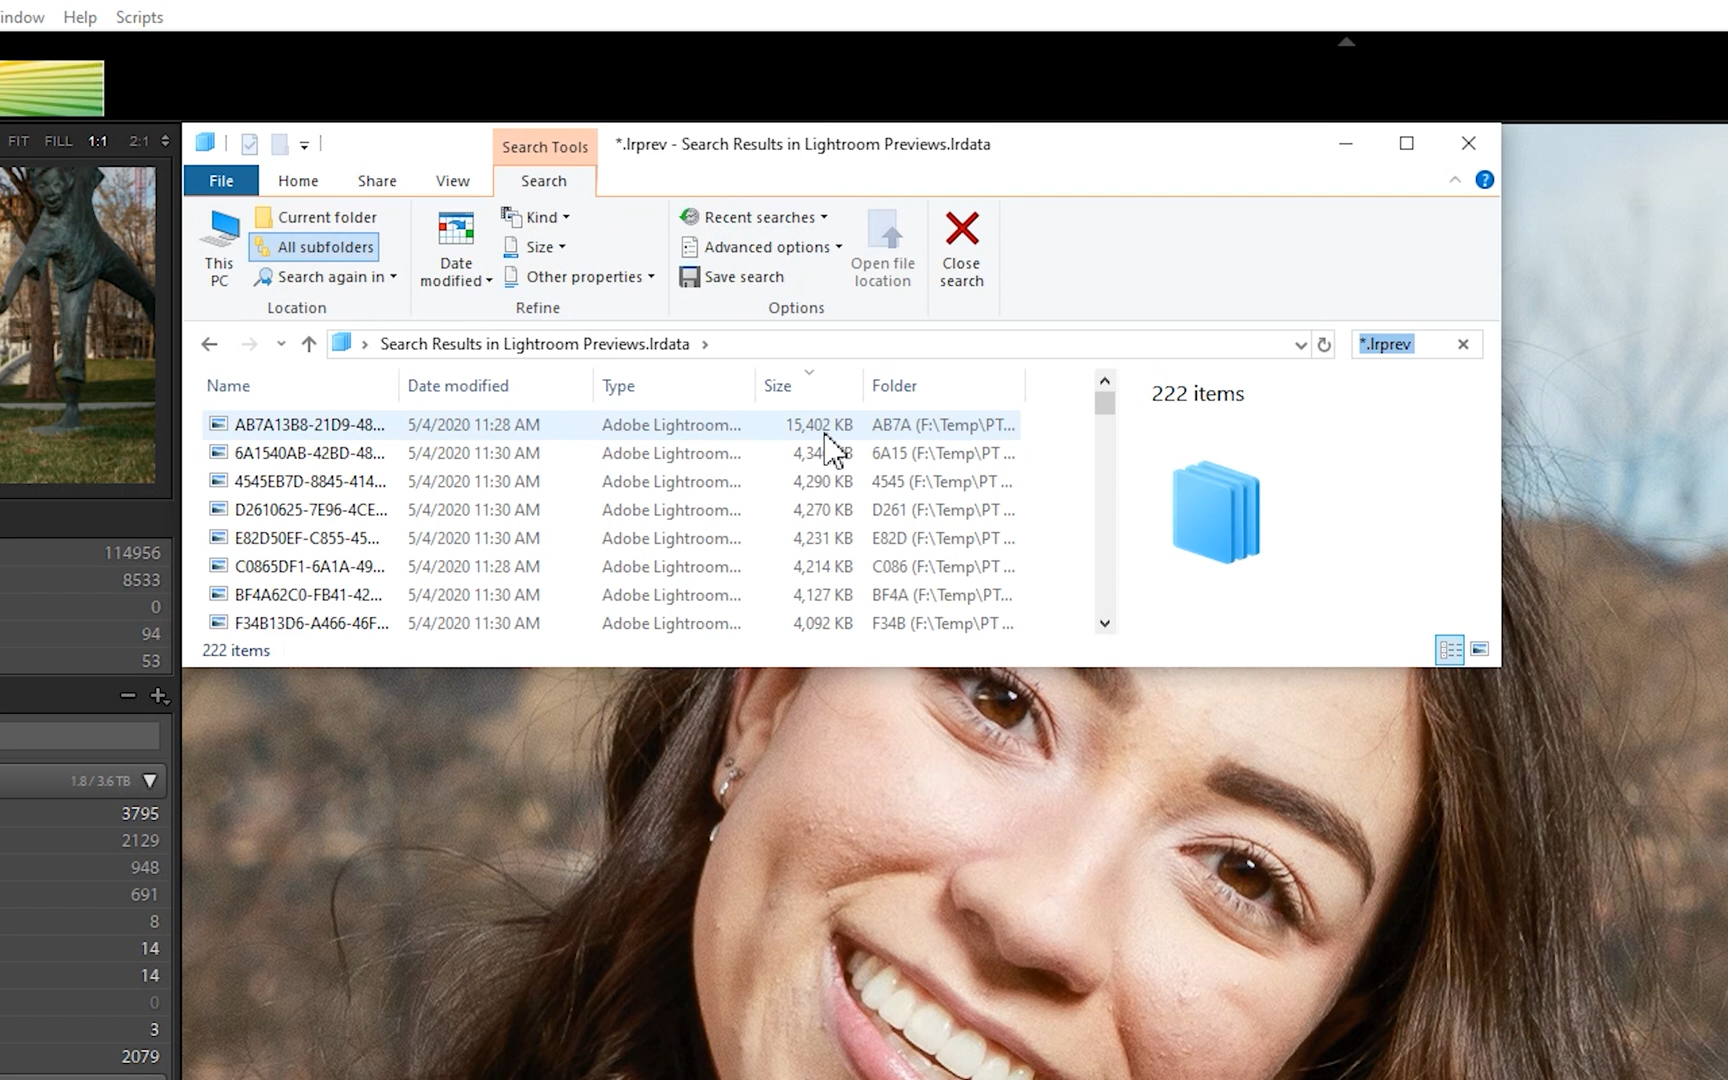 indow Help Scripts
FIT FILL 1:1 2:1
Search Tools *.lrprev - Search Results in Lightroom Previews.lrdata
File Home Share View Search
This PC
Current folder
All subfolders
Search again in
Location
Date modified
Kind
Size
Other properties
Refine
Recent searches
Advanced options
Save search
Options
Open file location
Close search
Search Results in Lightroom Previews.lrdata *.lrprev
Name Date modified Type Size Folder
AB7A13B8-21D9-48... 5/4/2020 11:28 AM Adobe Lightroom... 15,402 KB AB7A (F:\Temp\PT...
6A1540AB-42BD-48... 5/4/2020 11:30 AM Adobe Lightroom... 6A15 (F:\Temp\PT ...
4545EB7D-8845-414... 5/4/2020 11:30 AM Adobe Lightroom... 4,290 KB 4545 (F:\Temp\PT ...
D2610625-7E96-4CE... 5/4/2020 11:30 AM Adobe Lightroom... 4,270 KB D261 (F:\Temp\PT ...
E82D50EF-C855-45... 5/4/2020 11:30 AM Adobe Lightroom... 4,231 KB E82D (F:\Temp\PT ...
C0865DF1-6A1A-49... 5/4/2020 11:28 AM Adobe Lightroom... 4,214 KB C086 (F:\Temp\PT ...
BF4A62C0-FB41-42... 5/4/2020 11:30 AM Adobe Lightroom... 4,127 KB BF4A (F:\Temp\PT...
F34B13D6-A466-46F... 5/4/2020 11:30 AM Adobe Lightroom... 4,092 KB F34B (F:\Temp\PT ...
222 items
222 items
114956
8533
0
94
53
1.8 / 3.6 TB
3795
2129
948
691
8
14
14
0
3
2079